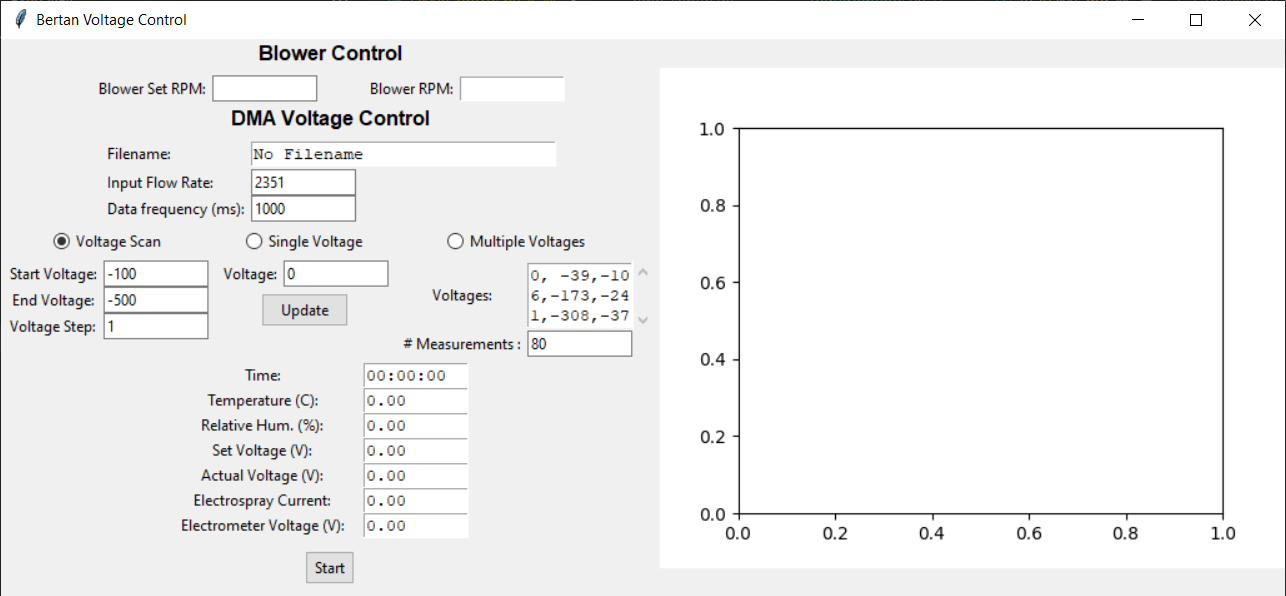 Bertan Voltage Control
Blower Control
Blower Set RPM: Blower RPM:
DMA Voltage Control
Filename: No Filename
Input Flow Rate: 2351
Data frequency (ms): 1000
Voltage Scan Single Voltage Multiple Voltages
Start Voltage: -100 Voltage: 0
End Voltage: -500 Update
Voltage Step: 1
Voltages:
0, -39,-10
6,-173,-24
1,-308,-37
# Measurements : 80
Time: 00:00:00
Temperature (C): 0.00
Relative Hum. (%): 0.00
Set Voltage (V): 0.00
Actual Voltage (V): 0.00
Electrospray Current: 0.00
Electrometer Voltage (V): 0.00
Start
1.0
0.8
0.6
0.4
0.2
0.0
0.0 0.2 0.4 0.6 0.8 1.0